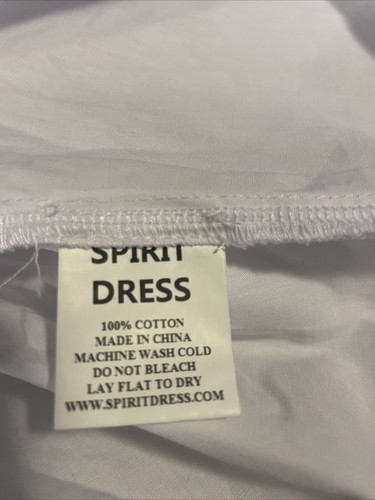 SPIRIT
DRESS
100% COTTON
MADE IN CHINA
MACHINE WASH COLD
DO NOT BLEACH
LAY FLAT TO DRY
WWW.SPIRITDRESS.COM